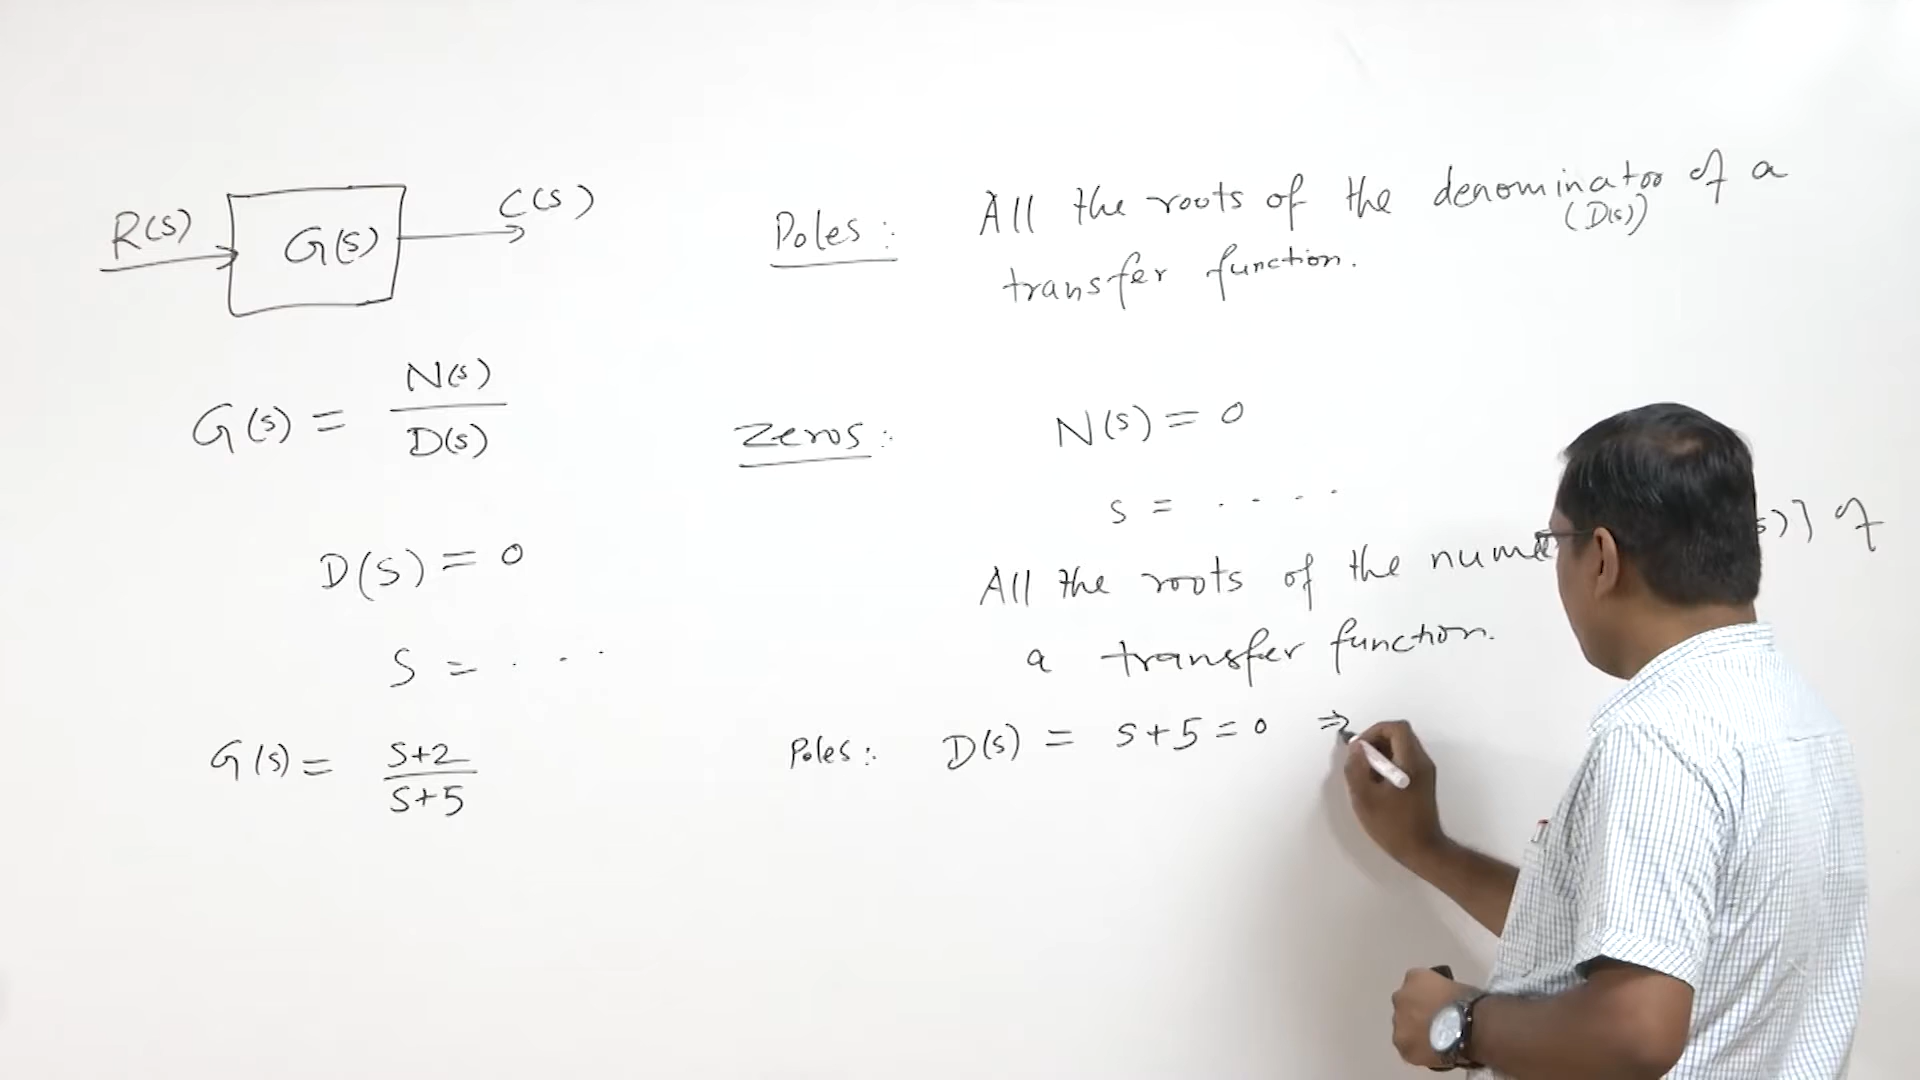 R(s)
G(s)
C(s)
G(s) = N(s) / D(s)
D(s) = 0
s = . . .
G(s) = s+2 / s+5
Poles: All the roots of the denominator of a
(D(s))
transfer function.
Zeros: N(s) = 0
s = . . . .
All the roots of the of
a transfer function.
Poles: D(s) = s+5 = 0 ⇒